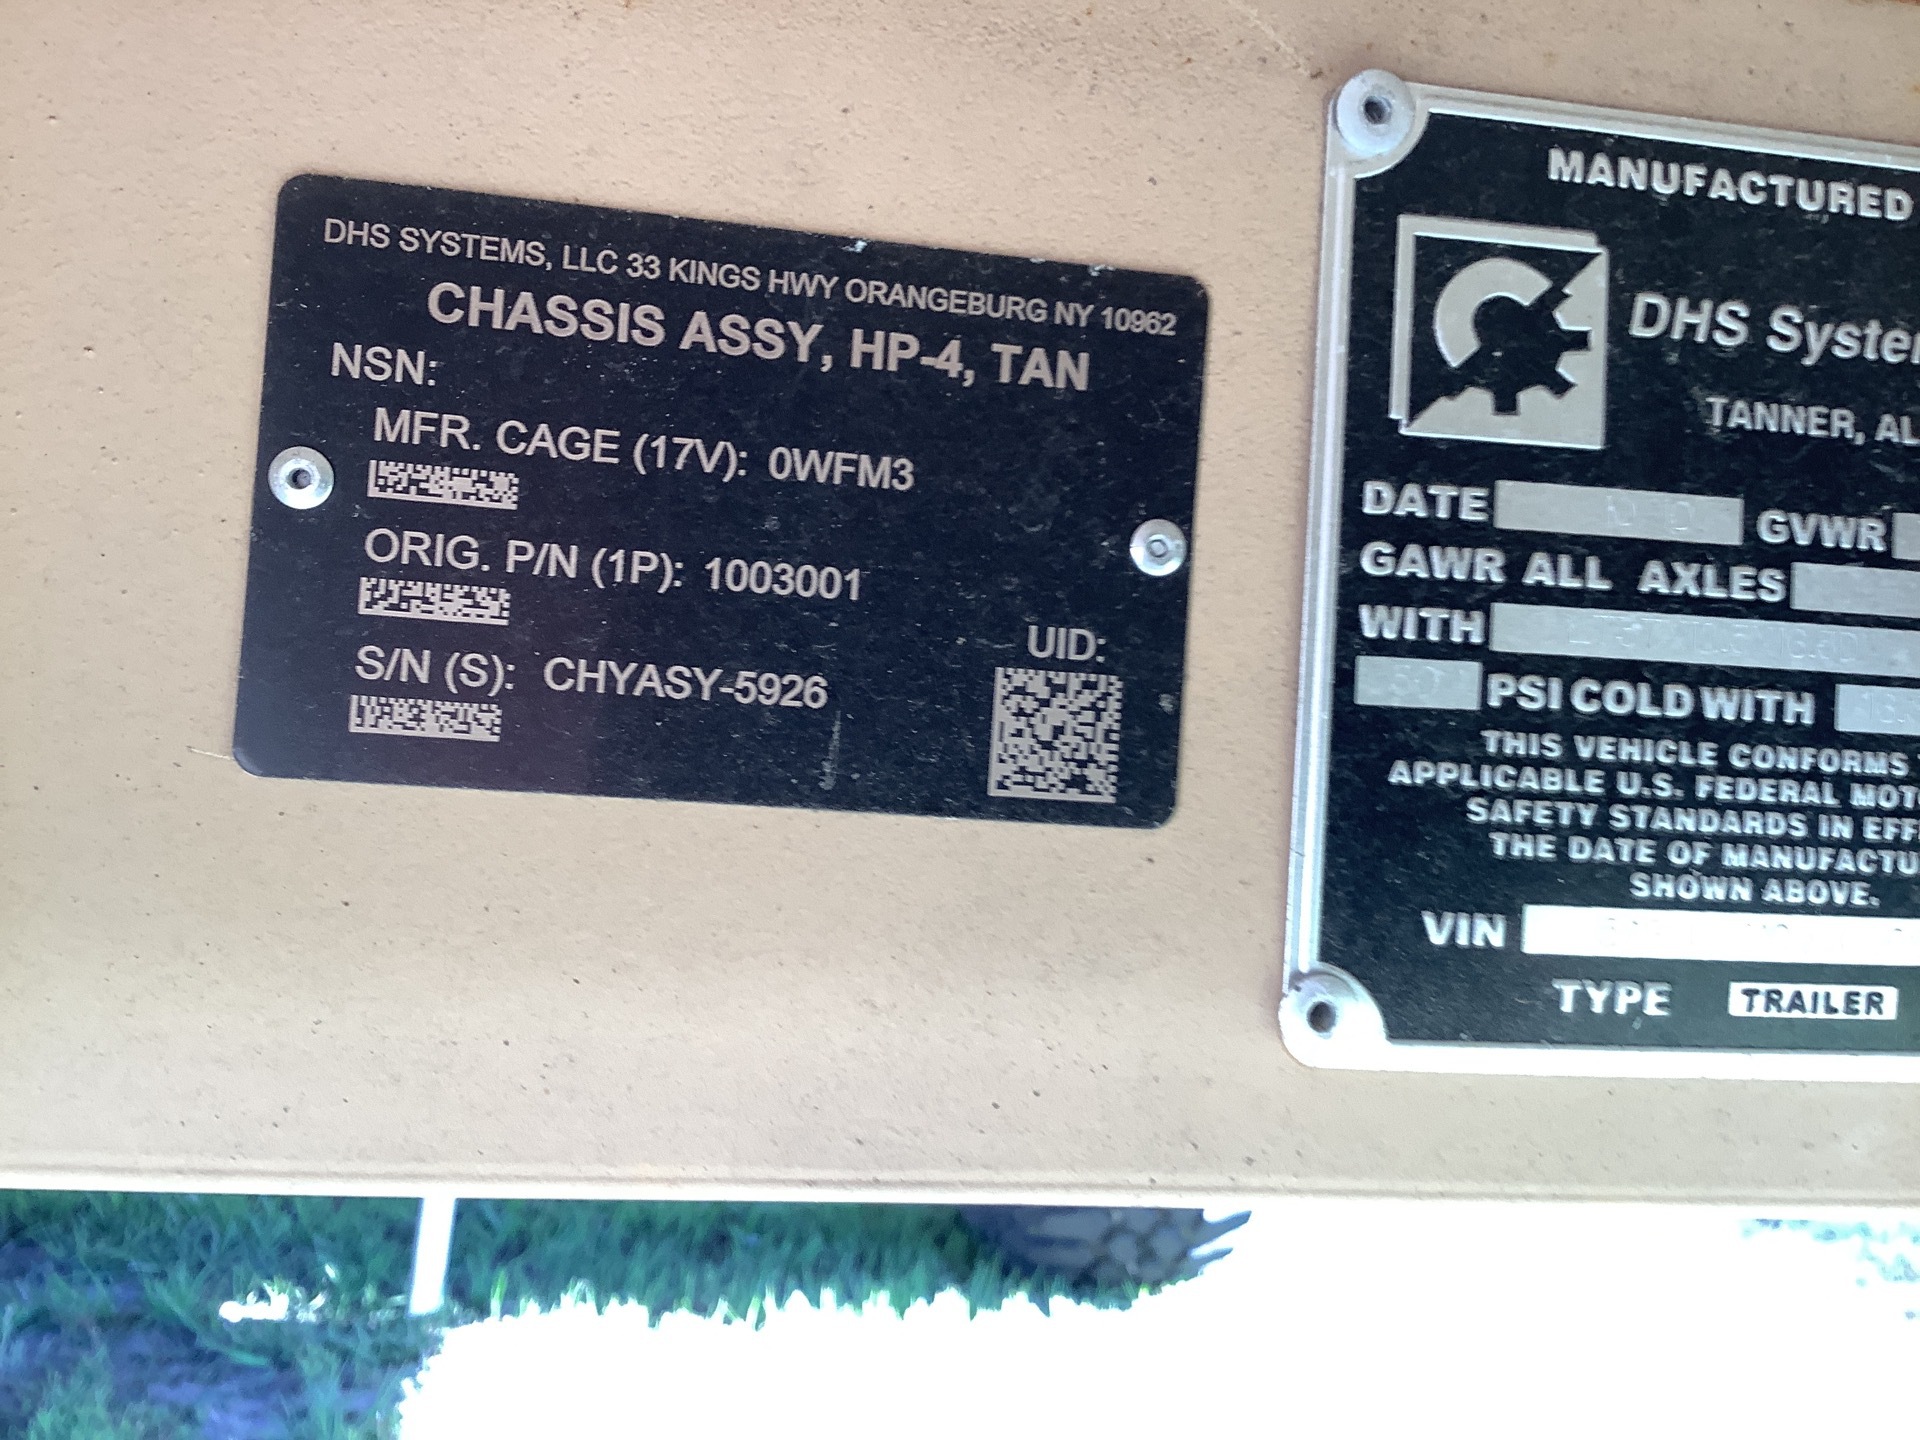 DHS SYSTEMS, LLC 33 KINGS HWY ORANGEBURG NY 10962
CHASSIS ASSY, HP-4, TAN
NSN:
MFR. CAGE (17V): 0WFM3
ORIG. P/N (1P): 1003001
S/N (S): CHYASY-5926
UID:
MANUFACTURED
DHS
TANNER,
DATE GVWR
GAWR ALL AXLES
WITH
PSI COLD WITH
THIS VEHICLE CONFORMS
APPLICABLE U.S. FEDERAL
SAFETY STANDARDS IN
THE DATE OF
SHOWN ABOVE.
VIN
TYPE TRAILER